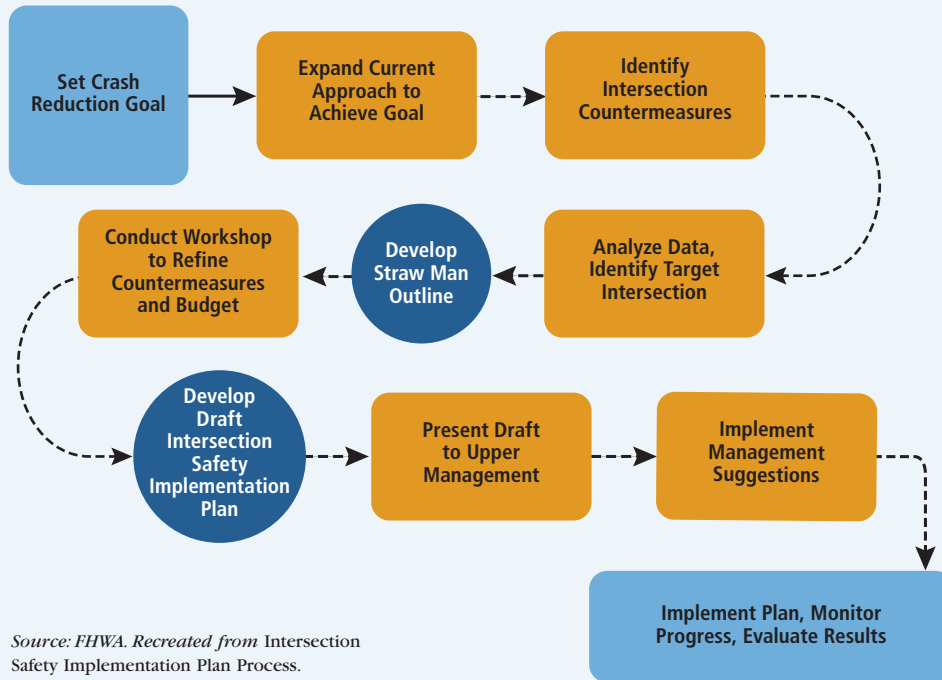 Set Crash
Reduction Goal
Expand Current
Approach to
Achieve Goal
Identify
Intersection
Countermeasures
Analyze Data,
Identify Target
Intersection
Develop
Straw Man
Outline
Conduct Workshop
to Refine
Countermeasures
and Budget
Develop
Draft
Intersection
Safety
Implementation
Plan
Present Draft
to Upper
Management
Implement
Management
Suggestions
Implement Plan, Monitor
Progress, Evaluate Results
Source: FHWA. Recreated from Intersection
Safety Implementation Plan Process.